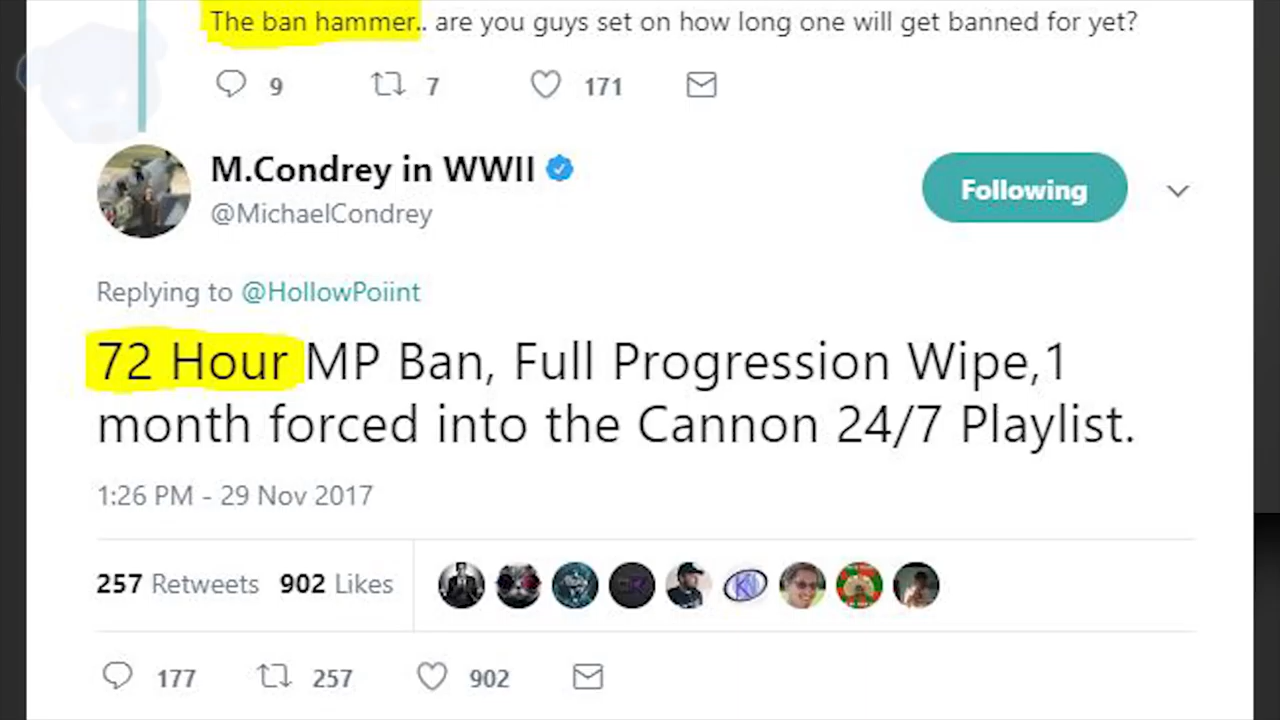 The ban hammer.. are you guys set on how long one will get banned for yet?
9 7 171
M.Condrey in WWII
@MichaelCondrey
Following
Replying to @HollowPoiint
72 Hour MP Ban, Full Progression Wipe,1
month forced into the Cannon 24/7 Playlist.
1:26 PM - 29 Nov 2017
257 Retweets 902 Likes
177 257 902